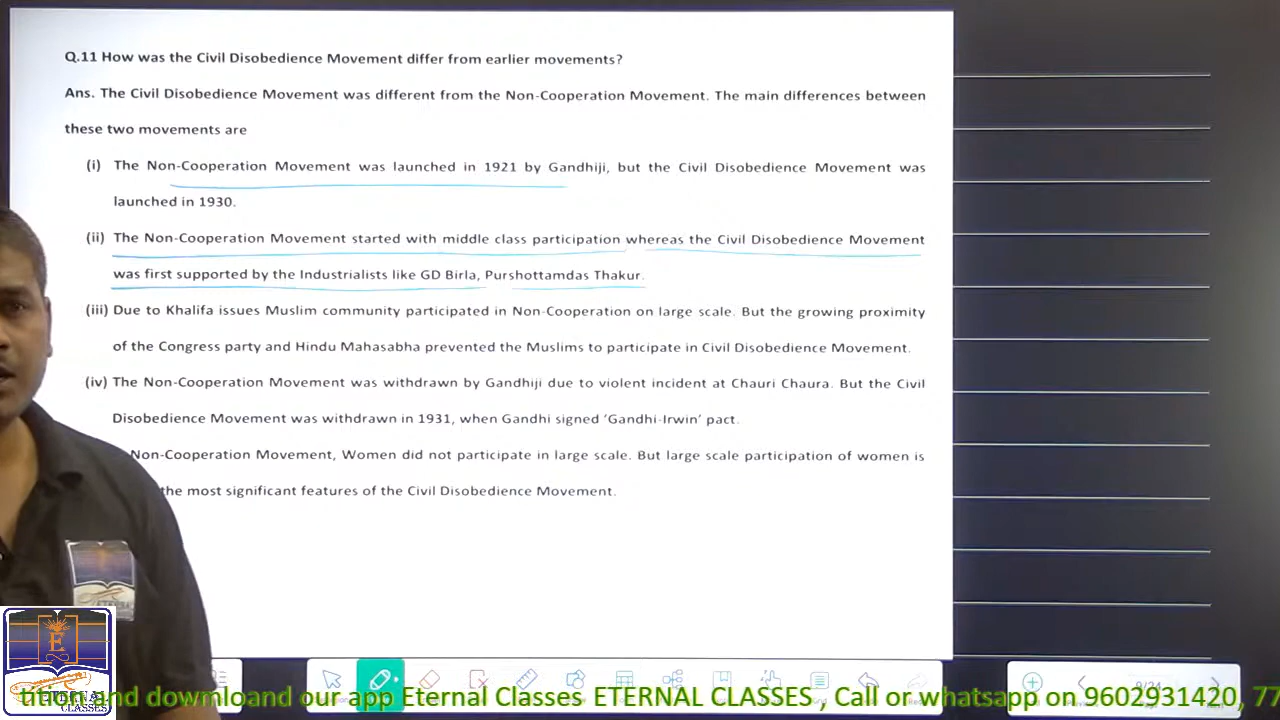 Q.11 How was the Civil Disobedience Movement differ from earlier movements?
Ans. The Civil Disobedience Movement was different from the Non-Cooperation Movement. The main differences between
these two movements are
(i) The Non-Cooperation Movement was launched in 1921 by Gandhiji, but the Civil Disobedience Movement was
launched in 1930.
(ii) The Non-Cooperation Movement started with middle class participation whereas the Civil Disobedience Movement
was first supported by the Industrialists like GD Birla, Purshottamdas Thakur.
(iii) Due to Khalifa issues Muslim community participated in Non-Cooperation on large scale. But the growing proximity
of the Congress party and Hindu Mahasabha prevented the Muslims to participate in Civil Disobedience Movement.
(iv) The Non-Cooperation Movement was withdrawn by Gandhiji due to violent incident at Chauri Chaura. But the Civil
Disobedience Movement was withdrawn in 1931, when Gandhi signed ‘Gandhi-Irwin’ pact.
Non-Cooperation Movement, Women did not participate in large scale. But large scale participation of women is
the most significant features of the Civil Disobedience Movement.
E
ETERNAL
CLASSES
tition and dowmloand our app Eternal Classes ETERNAL CLASSES , Call or whatsapp on 9602931420, 77